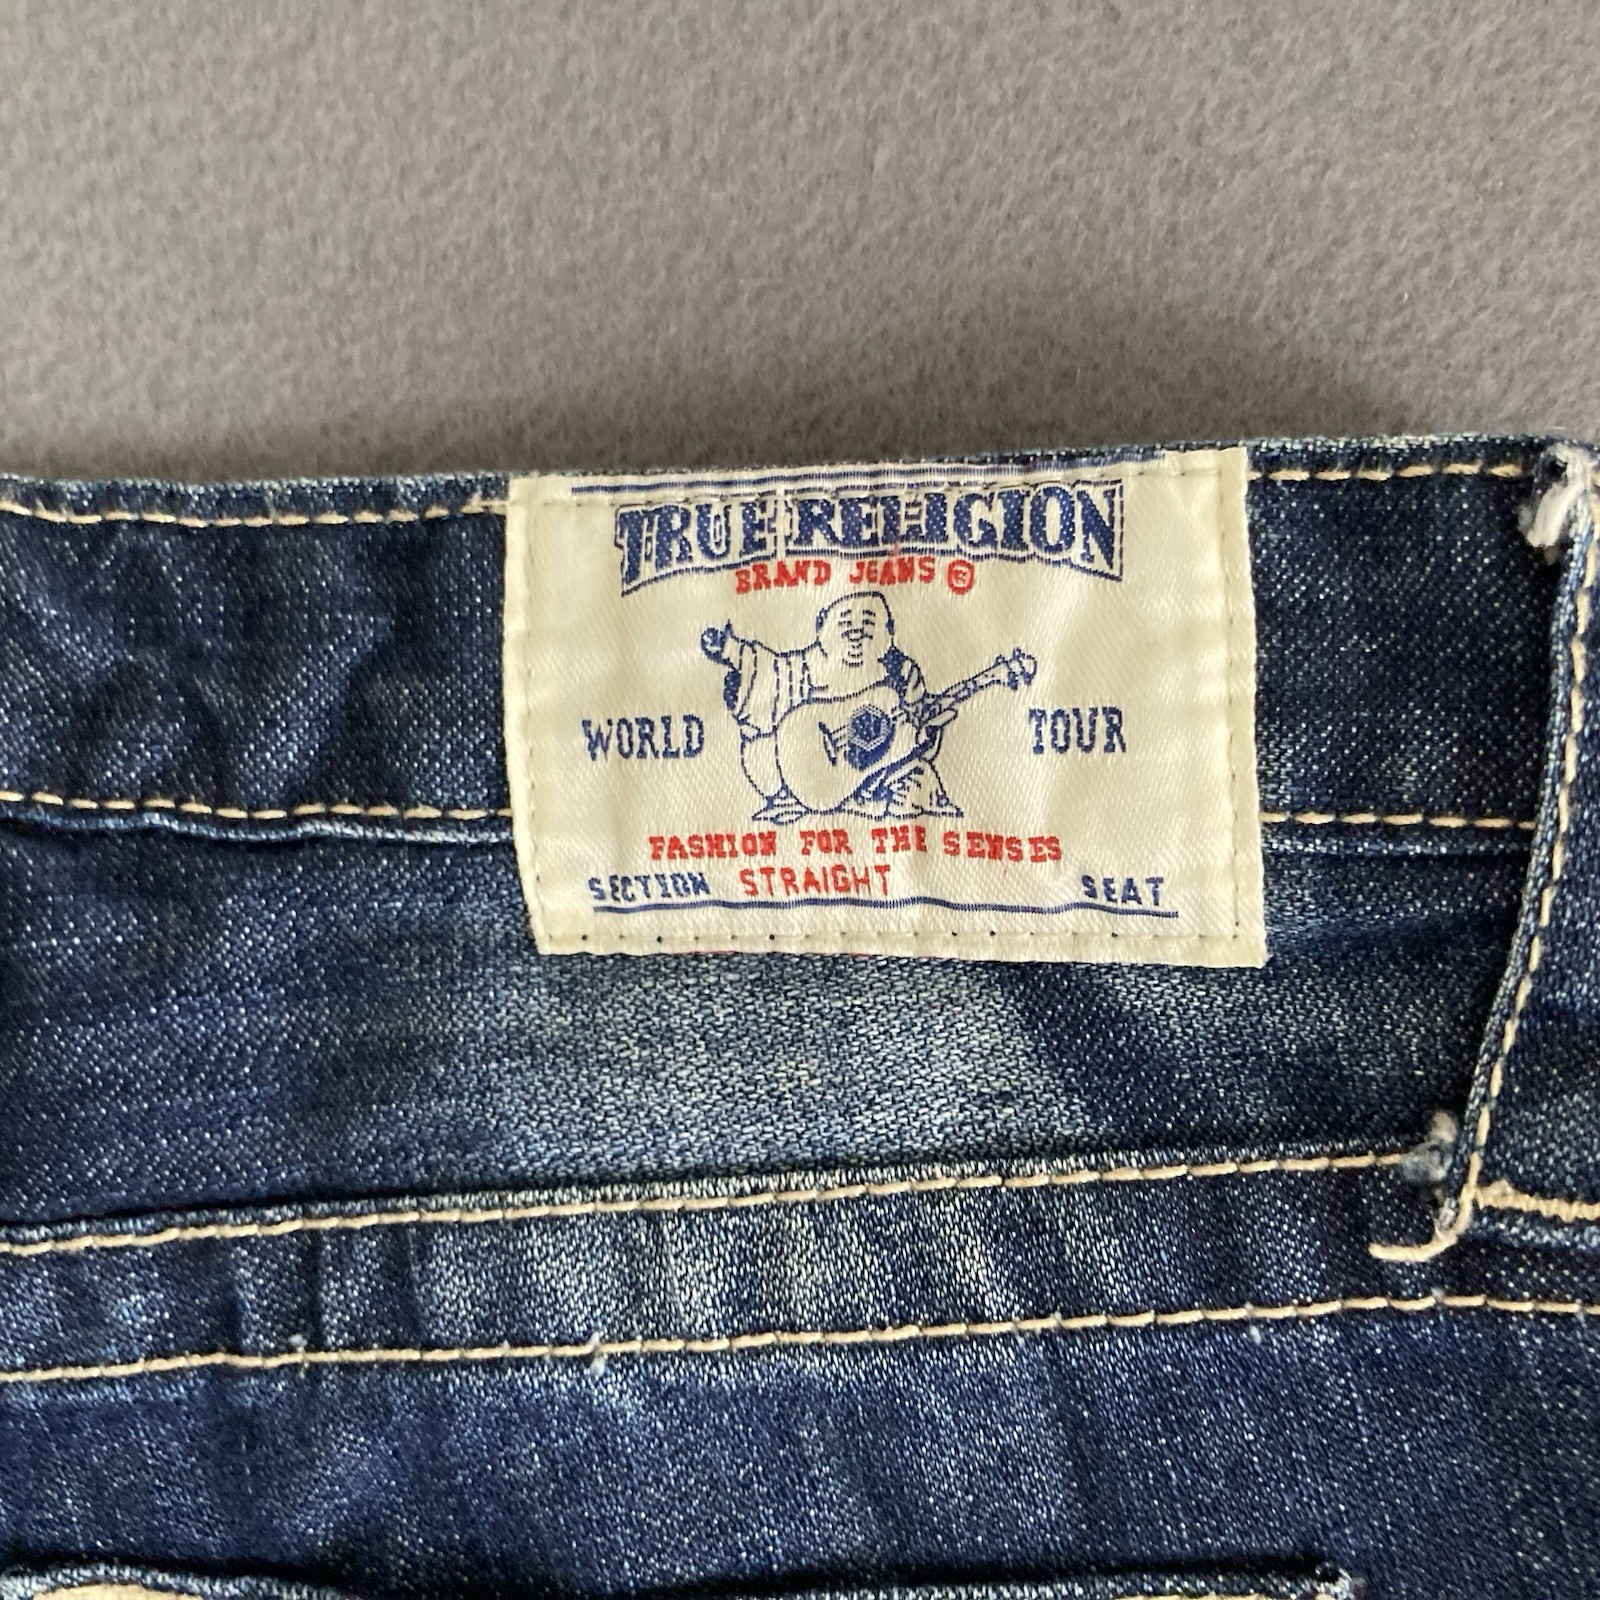 TRUE RELIGION
BRAND JEANS ®
WORLD TOUR
FASHION FOR THE SENSES
SECTION STRAIGHT SEAT